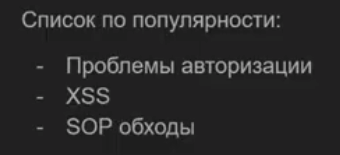 Список по популярности:
- Проблемы авторизации
- XSS
- SOP обходы